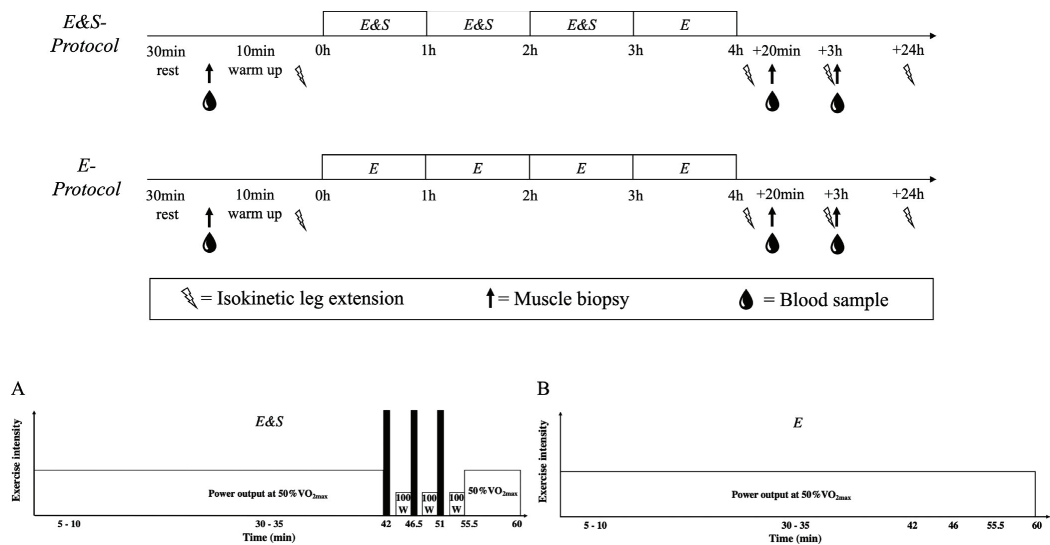 E&S-
Protocol
E&S E&S E&S E
30min
rest
10min
warm up
0h 1h 2h 3h 4h +20min +3h +24h
E-
Protocol
E E E E
30min
rest
10min
warm up
0h 1h 2h 3h 4h +20min +3h +24h
= Isokinetic leg extension = Muscle biopsy = Blood sample
A
Exercise intensity
E&S
Power output at 50%VO2max
100
W
100
W
100
W
50%VO2max
5 - 10 30 - 35 42 46.5 51 55.5 60
Time (min)
B
Exercise intensity
E
Power output at 50%VO2max
5 - 10 30 - 35 42 46 55.5 60
Time (min)